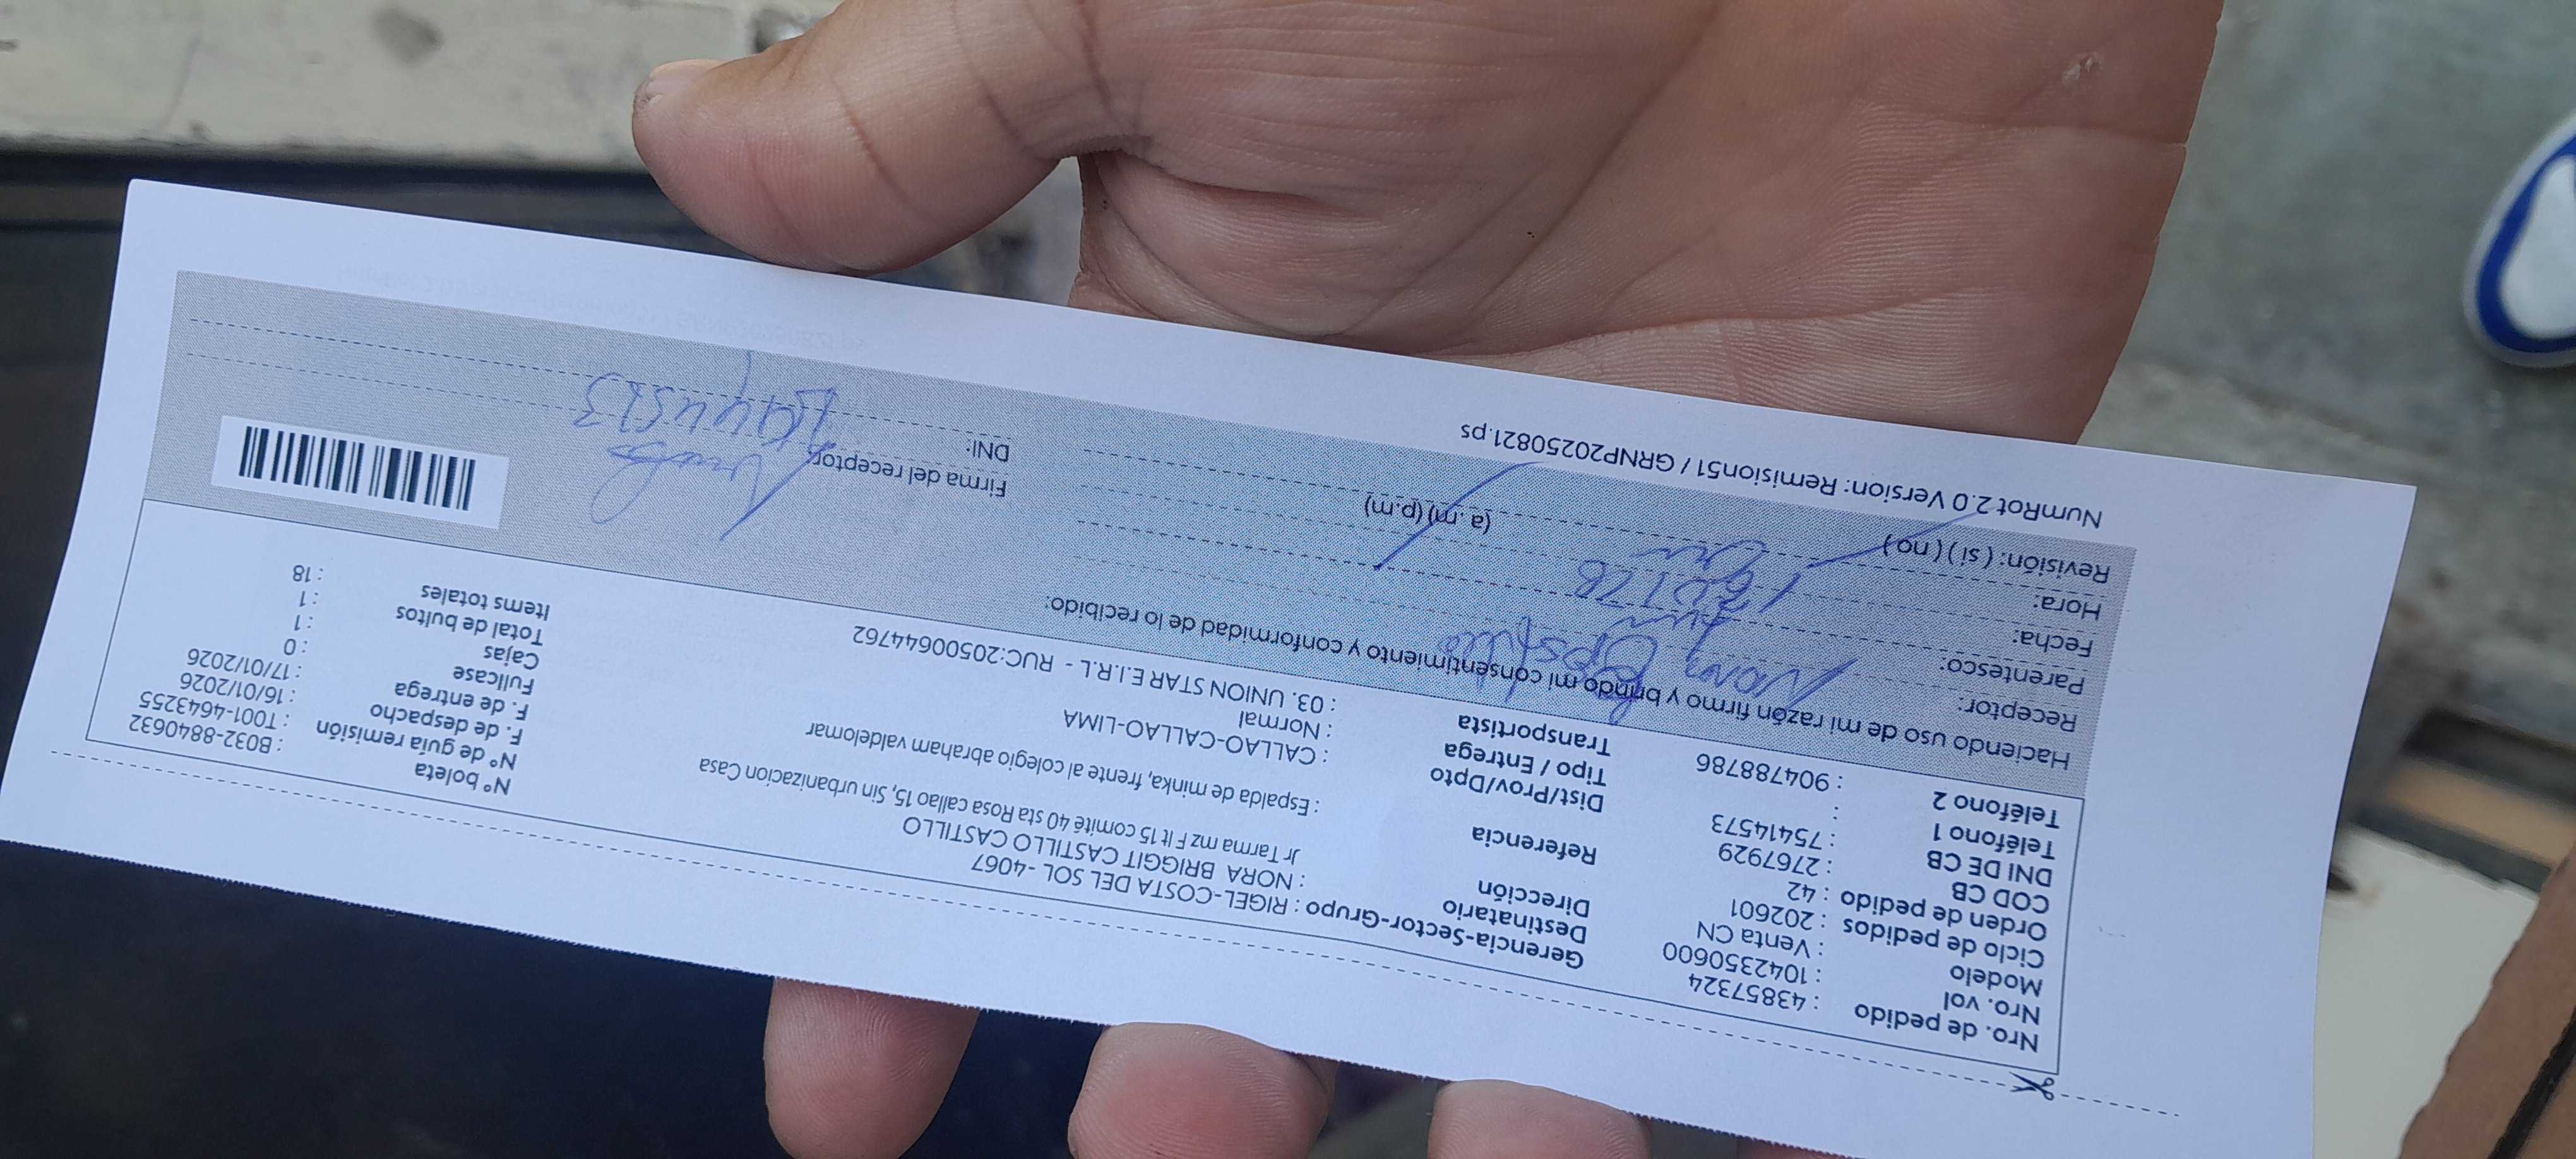 Nro. de pedido : 43857324
Nro. vol : 1042350600
Modelo : Venta CN
Ciclo de pedidos : 202601
Orden de pedido : 42
COD CB : 2767929
DNI DE CB : 75414573
Teléfono 1 :
Teléfono 2 : 904788786
Gerencia-Sector-Grupo : RIGEL-COSTA DEL SOL -4067
Destinatario : NORA BRIGGIT CASTILLO CASTILLO
Dirección jr Tarma mz F lt 15 comité 40 sta Rosa callao 15, Sin urbanizacion Casa
Referencia : Espalda de minka, frente al colegio abraham valdelomar
Dist/Prov/Dpto : CALLAO-CALLAO-LIMA
Tipo / Entrega : Normal
Transportista : 03. UNION STAR E.I.R.L - RUC:20500644762
Nº boleta : B032-8840632
Nº de guía remisión : T001-4643255
F. de despacho : 16/01/2026
F. de entrega : 17/01/2026
Fullcase : 0
Cajas : 1
Total de bultos : 1
Items totales : 18
Haciendo uso de mi razón firmo y brindo mi consentimiento y conformidad de lo recibido:
Receptor: Nora
Parentesco:
Fecha:
Hora: (a.m) (p.m)
Revisión: ( si ) ( no )
Firma del receptor:
DNI:
NumRot 2.0 Version: Remision51 / GRNP20250821.ps